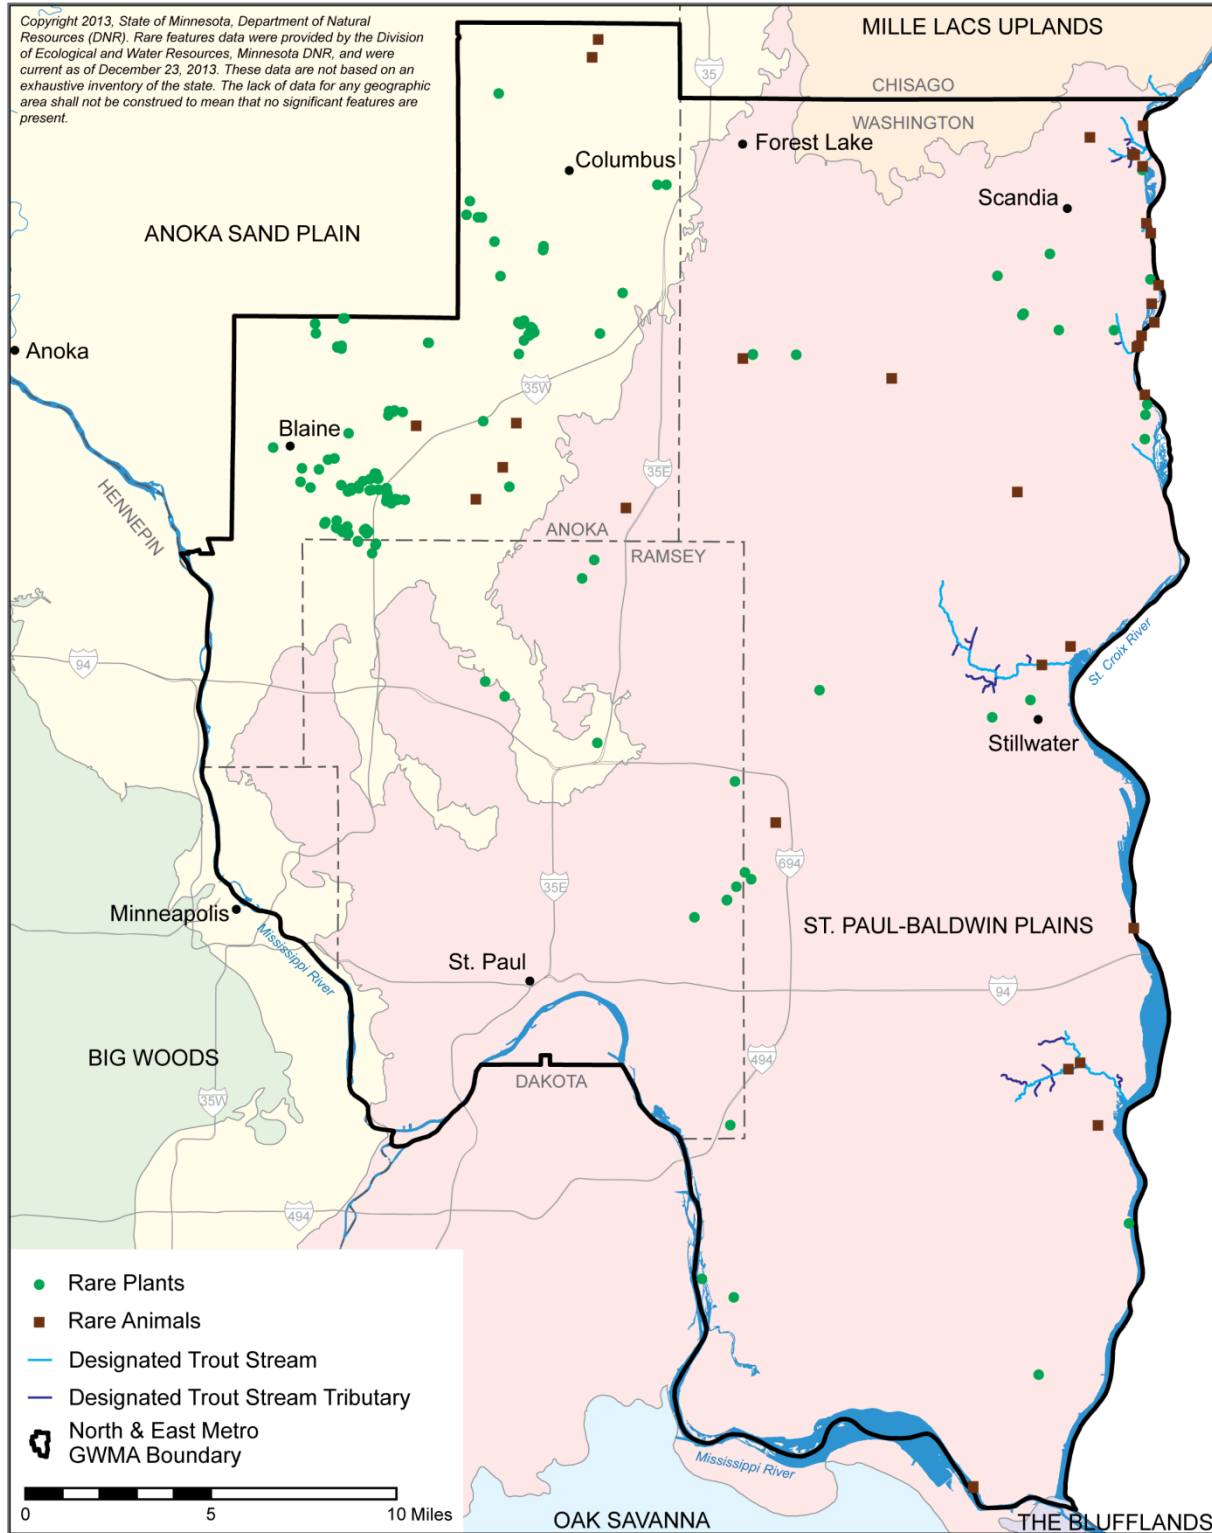 Copyright 2013, State of Minnesota, Department of Natural
Resources (DNR). Rare features data were provided by the Division
of Ecological and Water Resources, Minnesota DNR, and were
current as of December 23, 2013. These data are not based on an
exhaustive inventory of the state. The lack of data for any geographic
area shall not be construed to mean that no significant features are
present.
MILLE LACS UPLANDS
35
CHISAGO
WASHINGTON
Forest Lake
Columbus
Scandia
ANOKA SAND PLAIN
Anoka
35W
Blaine
35E
HENNEPIN
ANOKA
RAMSEY
St. Croix River
94
Stillwater
694
35E
Minneapolis
Mississippi River
ST. PAUL-BALDWIN PLAINS
St. Paul
94
BIG WOODS
494
DAKOTA
35W
494
Rare Plants
Rare Animals
Designated Trout Stream
Designated Trout Stream Tributary
North & East Metro
GWMA Boundary
Mississippi River
0 5 10 Miles
OAK SAVANNA
THE BLUFFLANDS